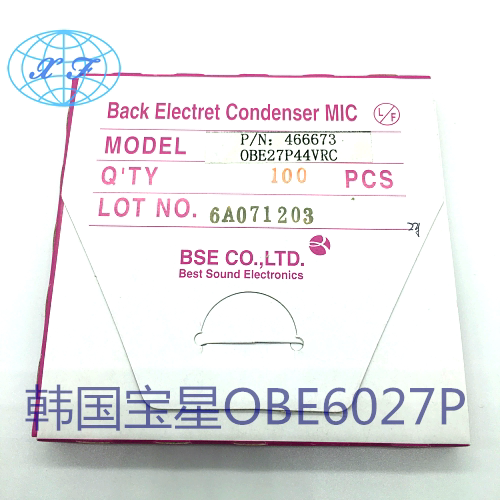 X F
Back Electret Condenser MIC L/F
MODEL P/N: 466673
OBE27P44VRC
Q'TY 100 PCS
LOT NO. 6A071203
BSE CO.,LTD.
Best Sound Electronics
韩国宝星OBE6027P